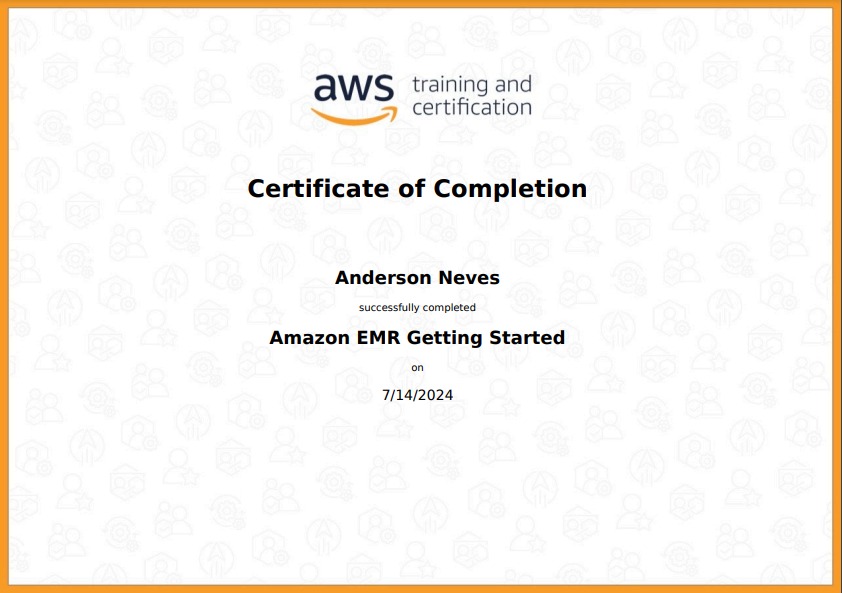 aws training and
certification
Certificate of Completion
Anderson Neves
successfully completed
Amazon EMR Getting Started
on
7/14/2024